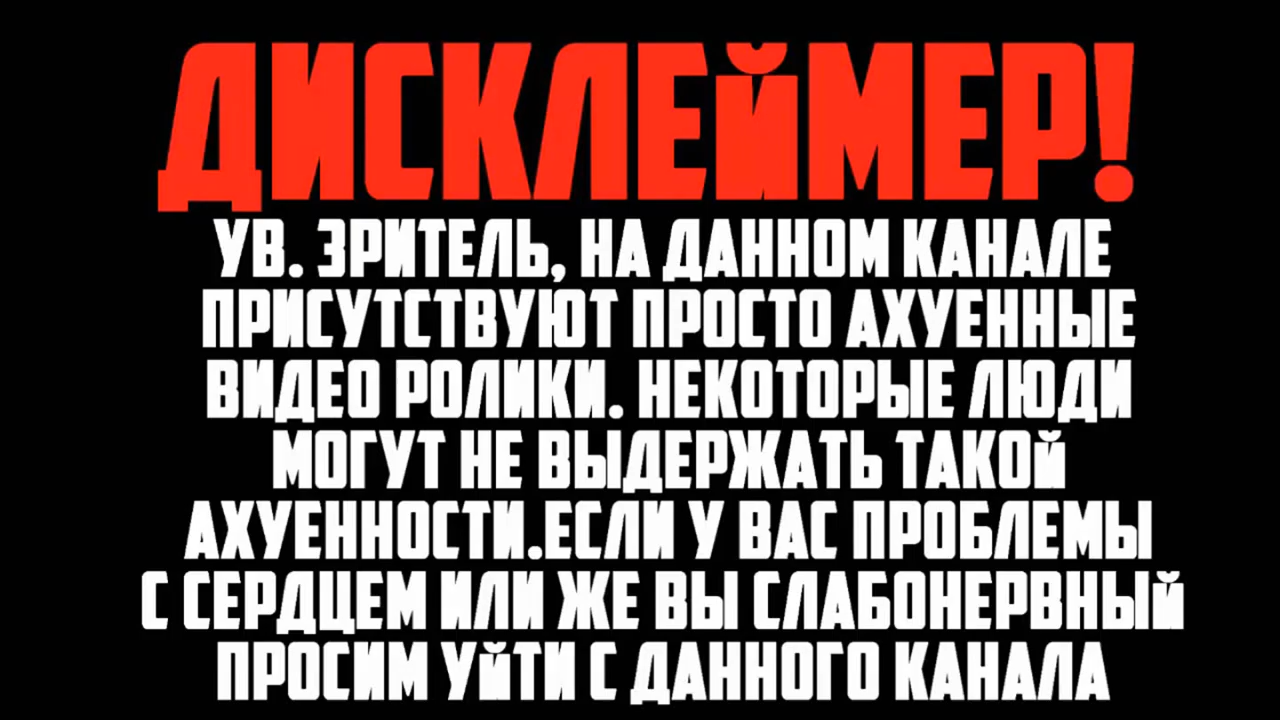 ДИСКЛЕЙМЕР!
УВ. ЗРИТЕЛЬ, НА ДАННОМ КАНАЛЕ
ПРИСУТСТВУЮТ ПРОСТО АХУЕННЫЕ
ВИДЕО РОЛИКИ. НЕКОТОРЫЕ ЛЮДИ
МОГУТ НЕ ВЫДЕРЖАТЬ ТАКОЙ
АХУЕННОСТИ.ЕСЛИ У ВАС ПРОБЛЕМЫ
С СЕРДЦЕМ ИЛИ ЖЕ ВЫ СЛАБОНЕРВНЫЙ
ПРОСИМ УЙТИ С ДАННОГО КАНАЛА